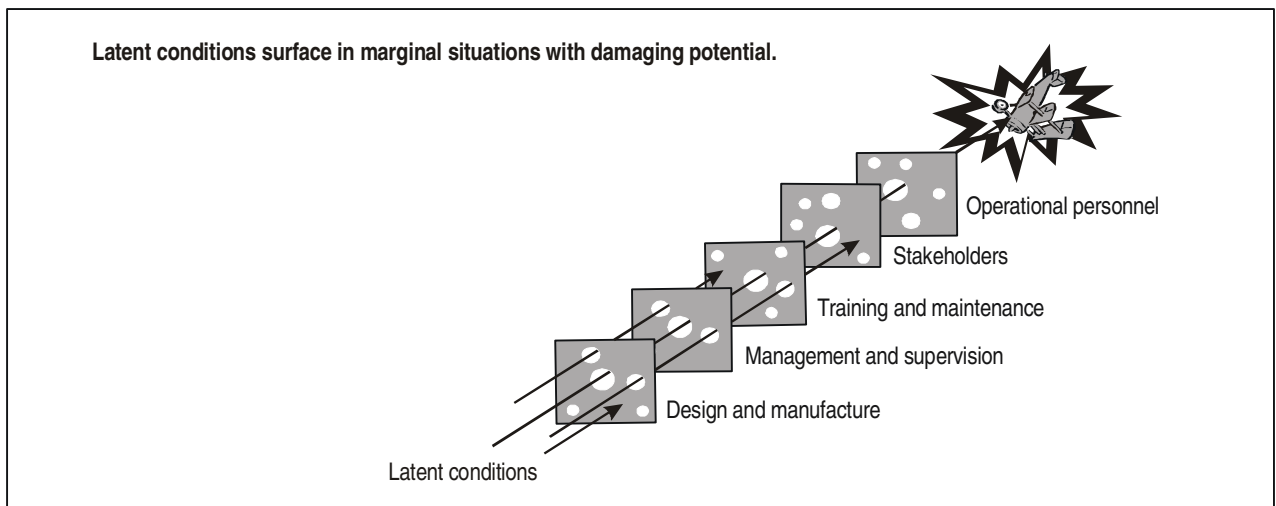 Latent conditions surface in marginal situations with damaging potential.
Operational personnel
Stakeholders
Training and maintenance
Management and supervision
Design and manufacture
Latent conditions